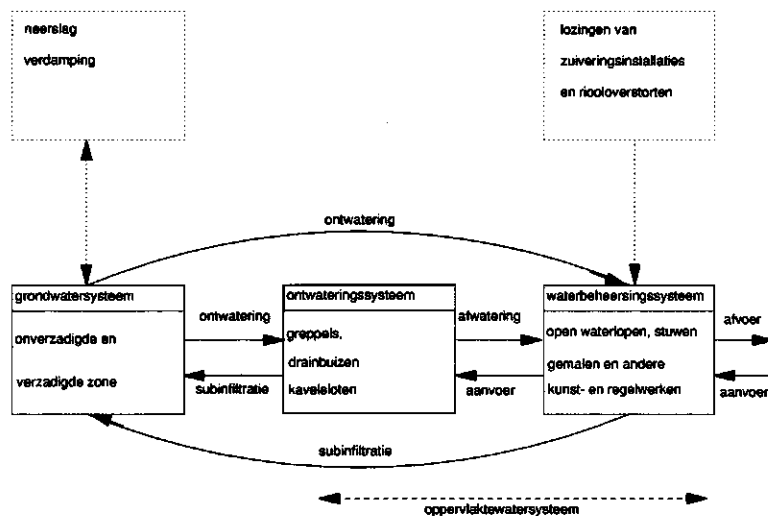 neerslag
verdamping
lozingen van
zuiveringsinstallaties
en riooloverstorten
ontwatering
grondwatersysteem
onverzadigde en
verzadigde zone
ontwatering
subinfiltratie
ontwateringssysteem
greppels,
drainbuizen
kavelsloten
afwatering
aanvoer
waterbeheersingssysteem
open waterlopen, stuwen
gemalen en andere
kunst- en regelwerken
afvoer
aanvoer
subinfiltratie
oppervlaktewatersysteem